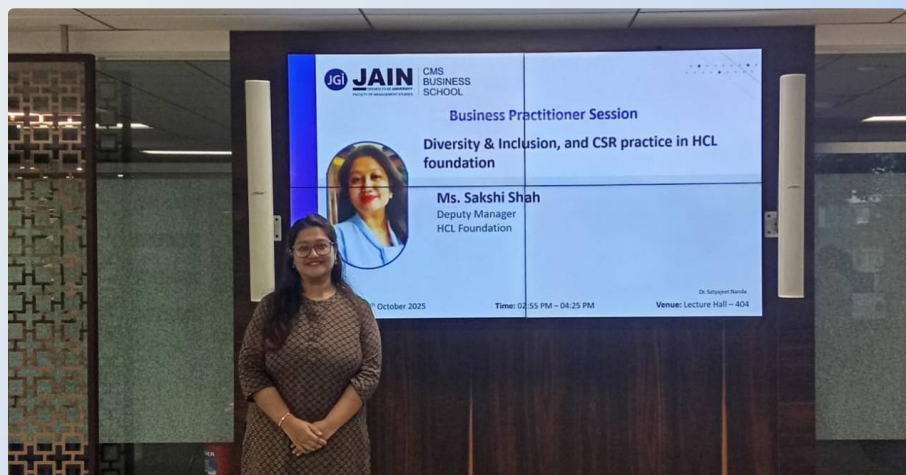 JGi JAIN
DEEMED-TO-BE UNIVERSITY
FACULTY OF MANAGEMENT STUDIES
CMS
BUSINESS
SCHOOL
Business Practitioner Session
Diversity & Inclusion, and CSR practice in HCL
foundation
Ms. Sakshi Shah
Deputy Manager
HCL Foundation
Dr. Satyajeet Nanda
th October 2025 Time: 02:55 PM – 04:25 PM Venue: Lecture Hall – 404